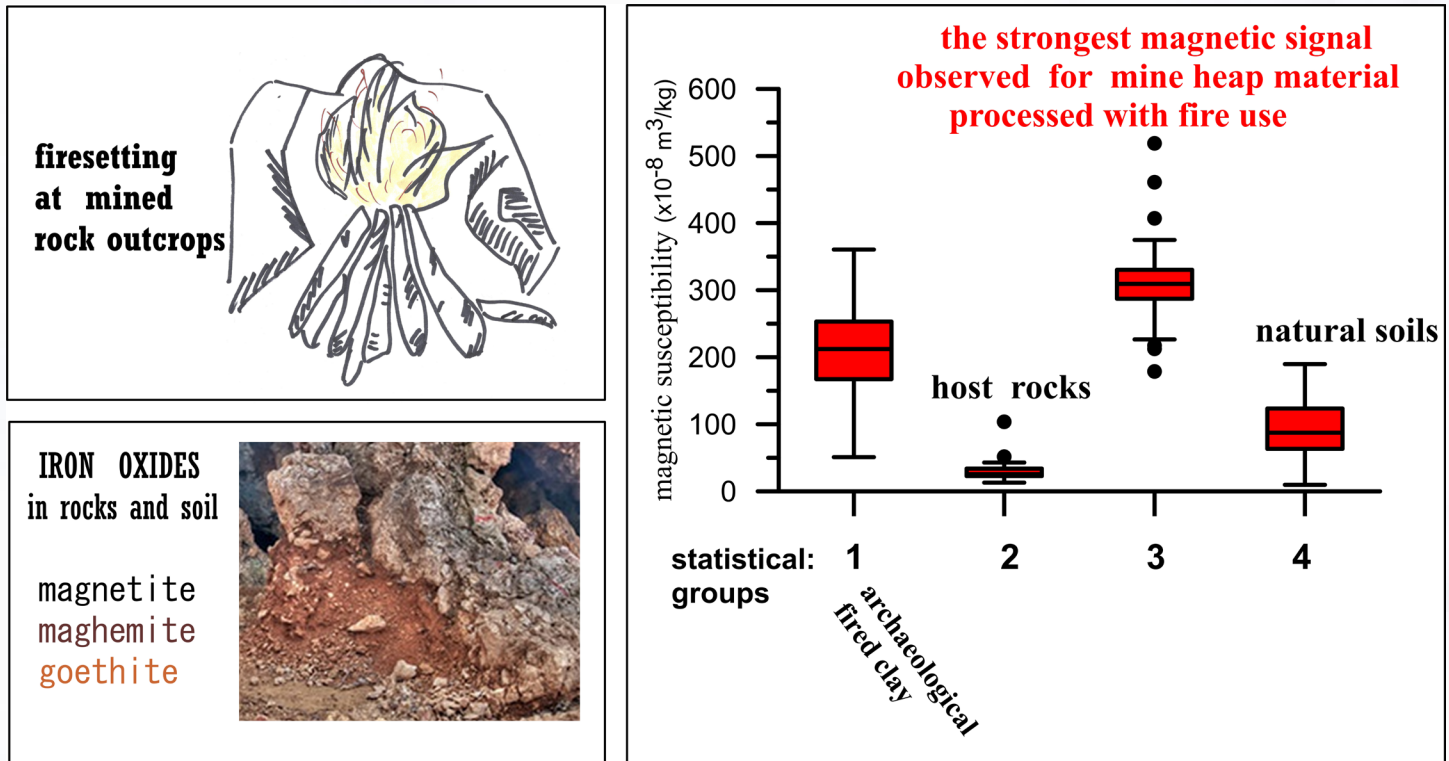 firesetting
at mined
rock outcrops
IRON OXIDES
in rocks and soil
magnetite
maghemite
goethite
the strongest magnetic signal
observed for mine heap material
processed with fire use
magnetic susceptibility (x10⁻⁸ m³/kg)
600
500
400
300
200
100
0
host rocks
natural soils
statistical: 1 2 3 4
groups
archaeological
fired clay